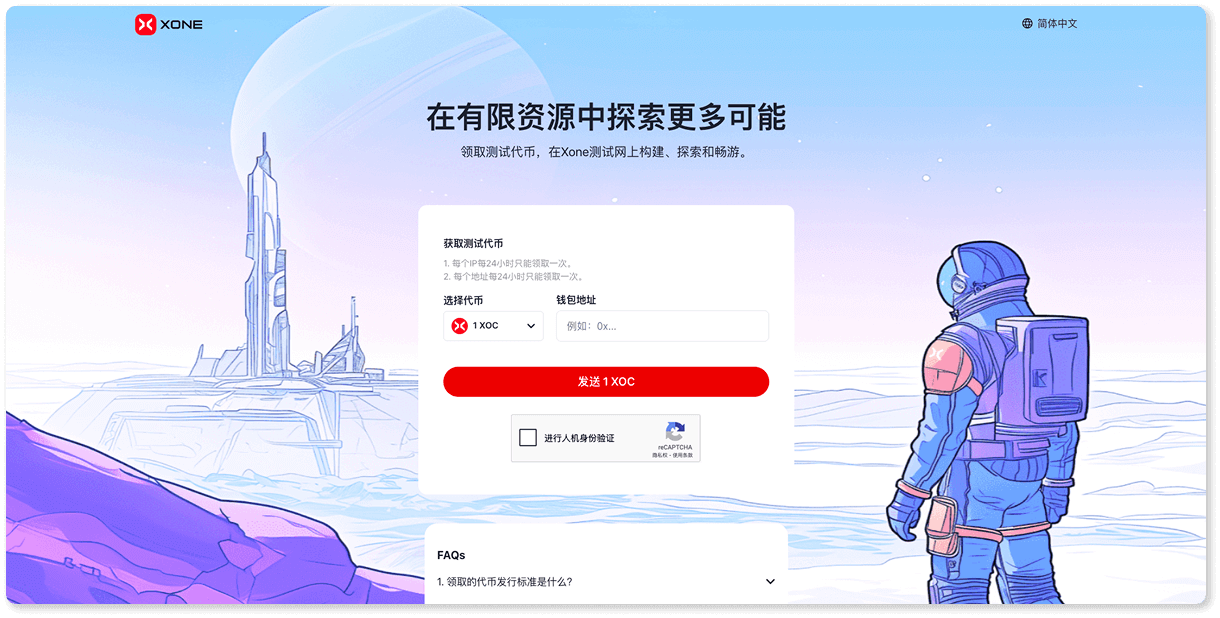 XONE
简体中文
在有限资源中探索更多可能
领取测试代币，在Xone测试网上构建、探索和畅游。
获取测试代币
1. 每个IP每24小时只能领取一次。
2. 每个地址每24小时只能领取一次。
选择代币
钱包地址
1 XOC
例如：0x...
发送 1 XOC
进行人机身份验证
reCAPTCHA
隐私权 - 使用条款
FAQs
1. 领取的代币发行标准是什么?